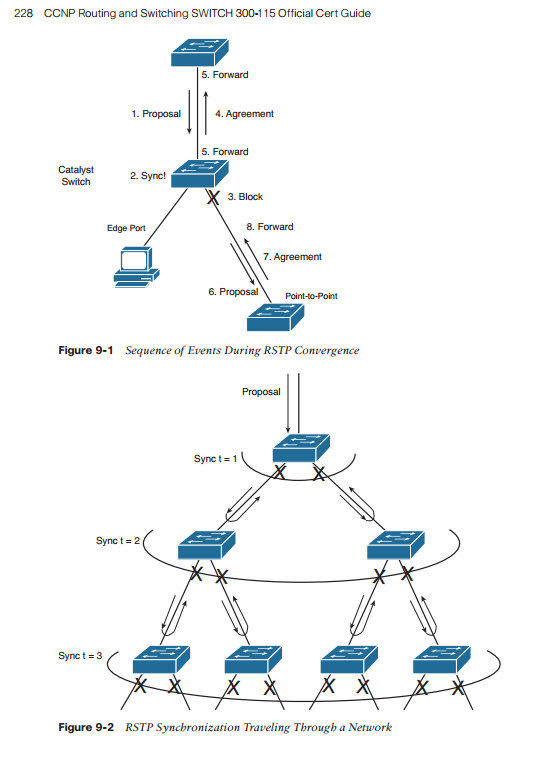 228 CCNP Routing and Switching SWITCH 300-115 Official Cert Guide
5. Forward
1. Proposal
4. Agreement
5. Forward
Catalyst
Switch
2. Sync!
X
3. Block
Edge Port
8. Forward
7. Agreement
6. Proposal
Point-to-Point
Figure 9-1 Sequence of Events During RSTP Convergence
Proposal
Sync t = 1
X X
Sync t = 2
X X X X
Sync t = 3
X X X X X X X X
Figure 9-2 RSTP Synchronization Traveling Through a Network